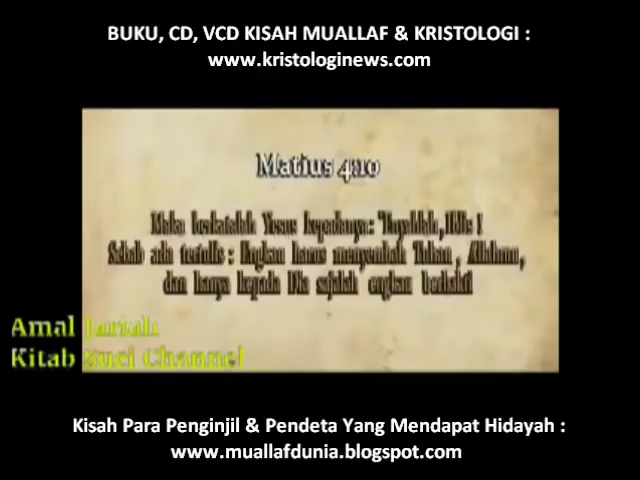 BUKU, CD, VCD KISAH MUALLAF & KRISTOLOGI :
www.kristologinews.com
Matius 4:10
Maka berkatalah Yesus kepadanya: "Enyahlah, Iblis !
Sebab ada tertulis : Engkau harus menyembah Tuhan , Allahmu,
dan hanya kepada Dia sajalah engkau berbakti!
Amal Jariah
Kitab Suci Channel
Kisah Para Penginjil & Pendeta Yang Mendapat Hidayah :
www.muallafdunia.blogspot.com